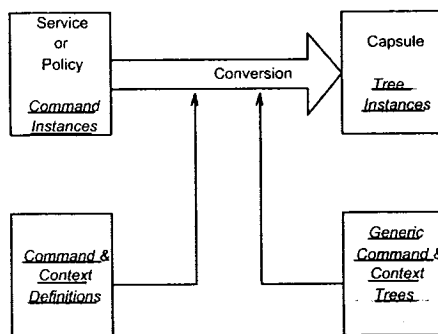 Service
or
Policy
Command
Instances
Conversion
Capsule
Tree
Instances
Command &
Context
Definitions
Generic
Command &
Context
Trees